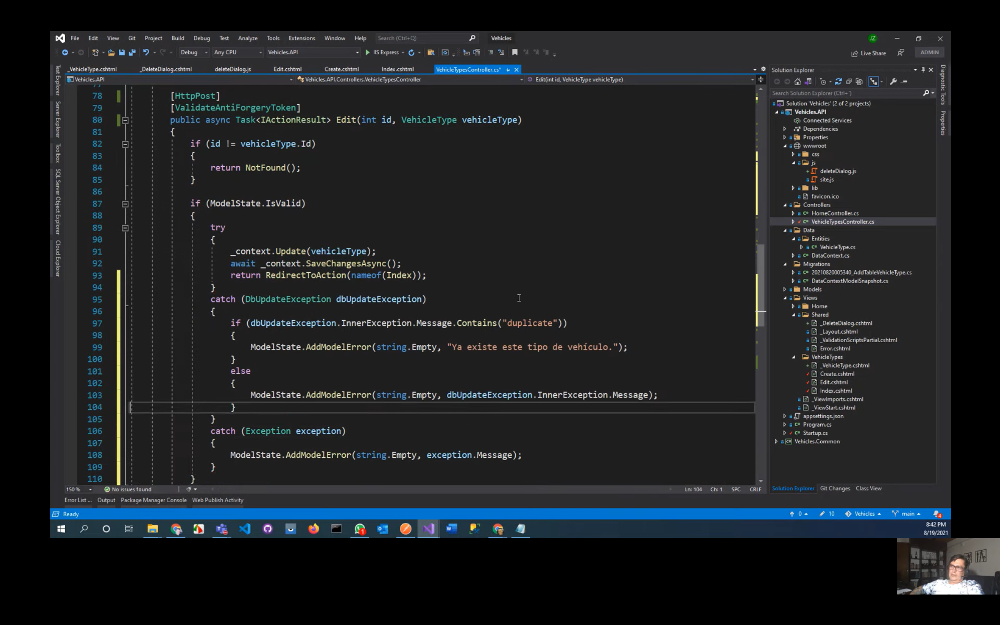 File Edit View Git Project Build Debug Test Analyze Tools Extensions Window Help Search (Ctrl+Q) Vehicles JZ
Debug Any CPU Vehicles.API IIS Express Live Share ADMIN
_VehicleType.cshtml _DeleteDialog.cshtml deleteDialog.js Edit.cshtml Create.cshtml Index.cshtml VehicleTypesController.cs*
Vehicles.API Vehicles.API.Controllers.VehicleTypesController Edit(int id, VehicleType vehicleType)
Test Explorer
Server Explorer
Toolbox
SQL Server Object Explorer
Cloud Explorer
77
78 [HttpPost]
79 [ValidateAntiForgeryToken]
80 public async Task<IActionResult> Edit(int id, VehicleType vehicleType)
81 {
82 if (id != vehicleType.Id)
83 {
84 return NotFound();
85 }
86
87 if (ModelState.IsValid)
88 {
89 try
90 {
91 _context.Update(vehicleType);
92 await _context.SaveChangesAsync();
93 return RedirectToAction(nameof(Index));
94 }
95 catch (DbUpdateException dbUpdateException)
96 {
97 if (dbUpdateException.InnerException.Message.Contains("duplicate"))
98 {
99 ModelState.AddModelError(string.Empty, "Ya existe este tipo de vehículo.");
100 }
101 else
102 {
103 ModelState.AddModelError(string.Empty, dbUpdateException.InnerException.Message);
104 }
105 }
106 catch (Exception exception)
107 {
108 ModelState.AddModelError(string.Empty, exception.Message);
109 }
110 }
150 % No issues found Ln: 104 Ch: 1 SPC CRLF
Error List ... Output Package Manager Console Web Publish Activity
Solution Explorer
Search Solution Explorer (Ctrl+´)
Solution 'Vehicles' (2 of 2 projects)
Vehicles.API
Connected Services
Dependencies
Properties
wwwroot
css
js
deleteDialog.js
site.js
lib
favicon.ico
Controllers
HomeController.cs
VehicleTypesController.cs
Data
Entities
VehicleType.cs
DataContext.cs
Migrations
20210820005340_AddTableVehicleType.cs
DataContextModelSnapshot.cs
Models
Views
Home
Shared
_DeleteDialog.cshtml
_Layout.cshtml
_ValidationScriptsPartial.cshtml
Error.cshtml
VehicleTypes
_VehicleType.cshtml
Create.cshtml
Edit.cshtml
Index.cshtml
_ViewImports.cshtml
_ViewStart.cshtml
appsettings.json
Program.cs
Startup.cs
Vehicles.Common
Solution Explorer Git Changes Class View
Diagnostic Tools
Properties
Ready 0 10 Vehicles main 4
8:42 PM
8/19/2021